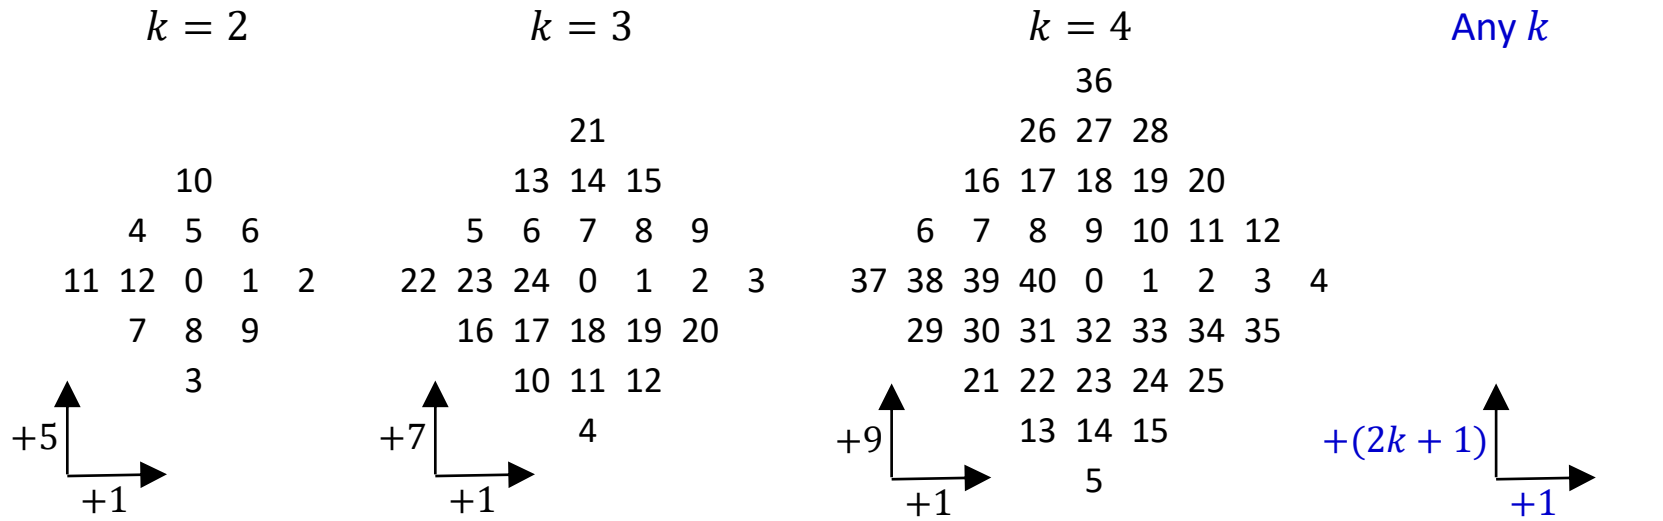 k = 2 k = 3 k = 4 Any k
36
21 26 27 28
10 13 14 15 16 17 18 19 20
4 5 6 5 6 7 8 9 6 7 8 9 10 11 12
11 12 0 1 2 22 23 24 0 1 2 3 37 38 39 40 0 1 2 3 4
7 8 9 16 17 18 19 20 29 30 31 32 33 34 35
3 10 11 12 21 22 23 24 25
+5 +7 4 +9 13 14 15 +(2k + 1)
5
+1 +1 +1 +1